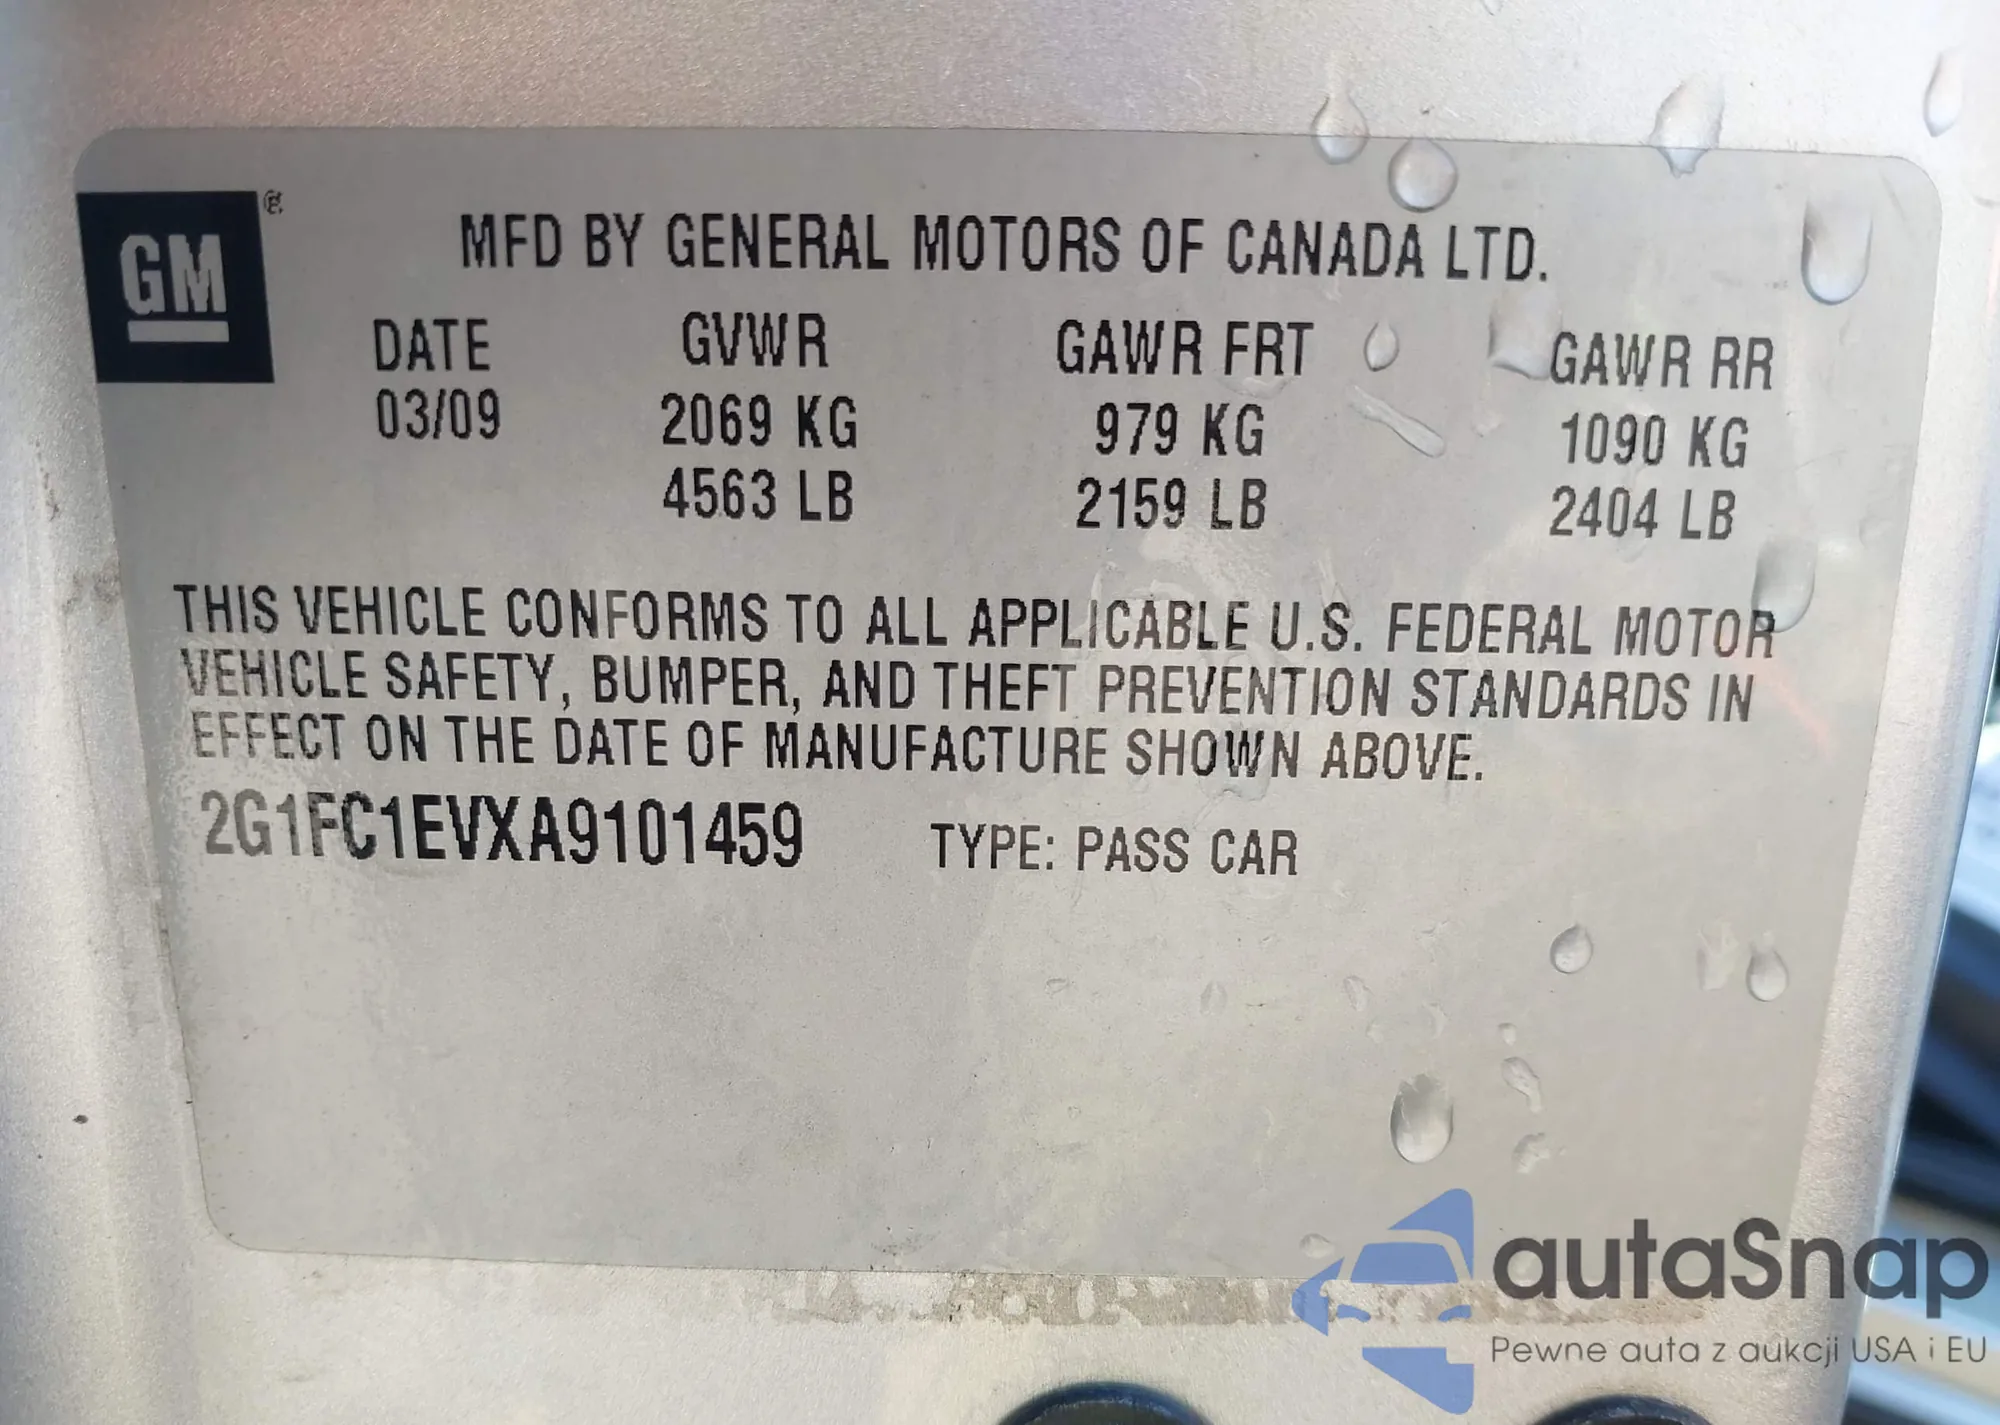 GM ®
MFD BY GENERAL MOTORS OF CANADA LTD.
DATE GVWR GAWR FRT GAWR RR
03/09 2069 KG 979 KG 1090 KG
4563 LB 2159 LB 2404 LB
THIS VEHICLE CONFORMS TO ALL APPLICABLE U.S. FEDERAL MOTOR
VEHICLE SAFETY, BUMPER, AND THEFT PREVENTION STANDARDS IN
EFFECT ON THE DATE OF MANUFACTURE SHOWN ABOVE.
2G1FC1EVXA9101459 TYPE: PASS CAR
autaSnap
Pewne auta z aukcji USA i EU